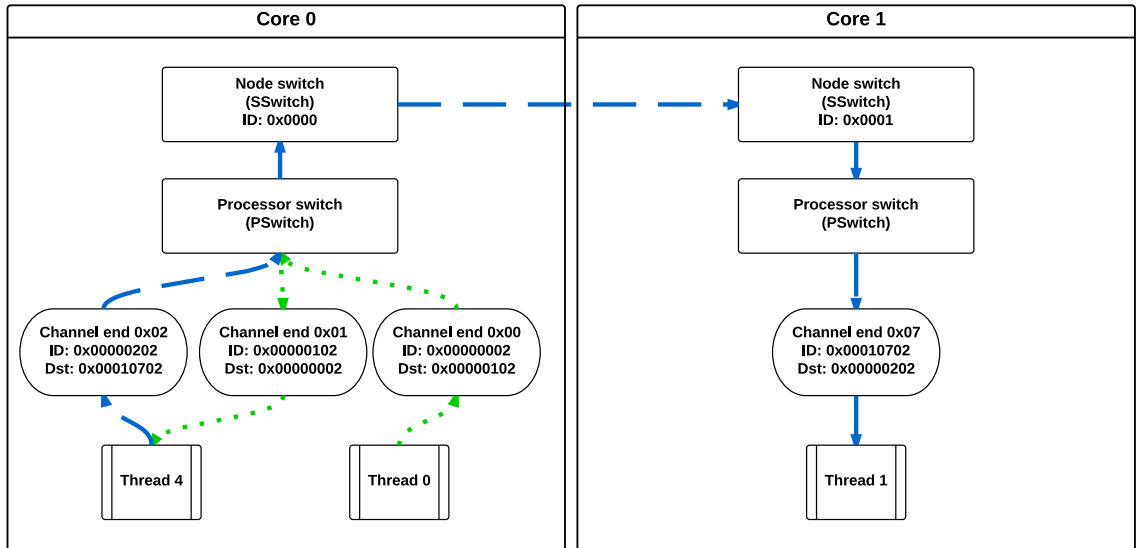 Core 0
Core 1
Node switch
(SSwitch)
ID: 0x0000
Node switch
(SSwitch)
ID: 0x0001
Processor switch
(PSwitch)
Processor switch
(PSwitch)
Channel end 0x02
ID: 0x00000202
Dst: 0x00010702
Channel end 0x01
ID: 0x00000102
Dst: 0x00000002
Channel end 0x00
ID: 0x00000002
Dst: 0x00000102
Channel end 0x07
ID: 0x00010702
Dst: 0x00000202
Thread 4
Thread 0
Thread 1